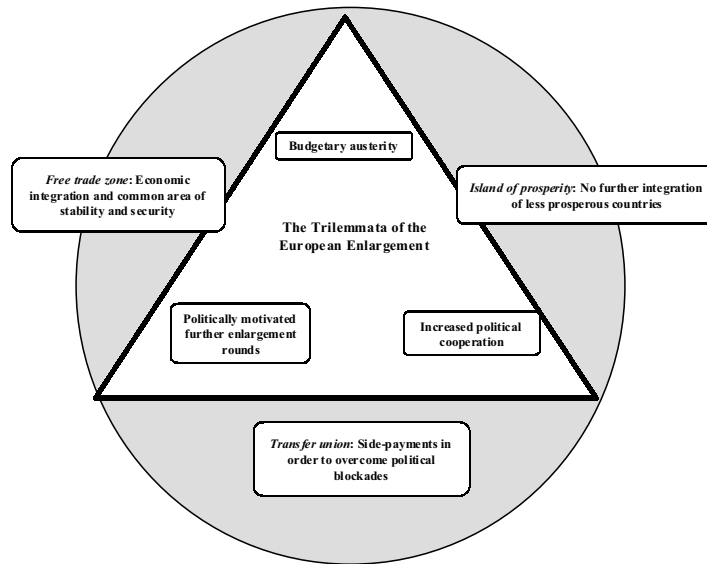 Budgetary austerity
Free trade zone: Economic
integration and common area of
stability and security
Island of prosperity: No further integration
of less prosperous countries
The Trilemmata of the
European Enlargement
Politically motivated
further enlargement
rounds
Increased political
cooperation
Transfer union: Side-payments in
order to overcome political
blockades